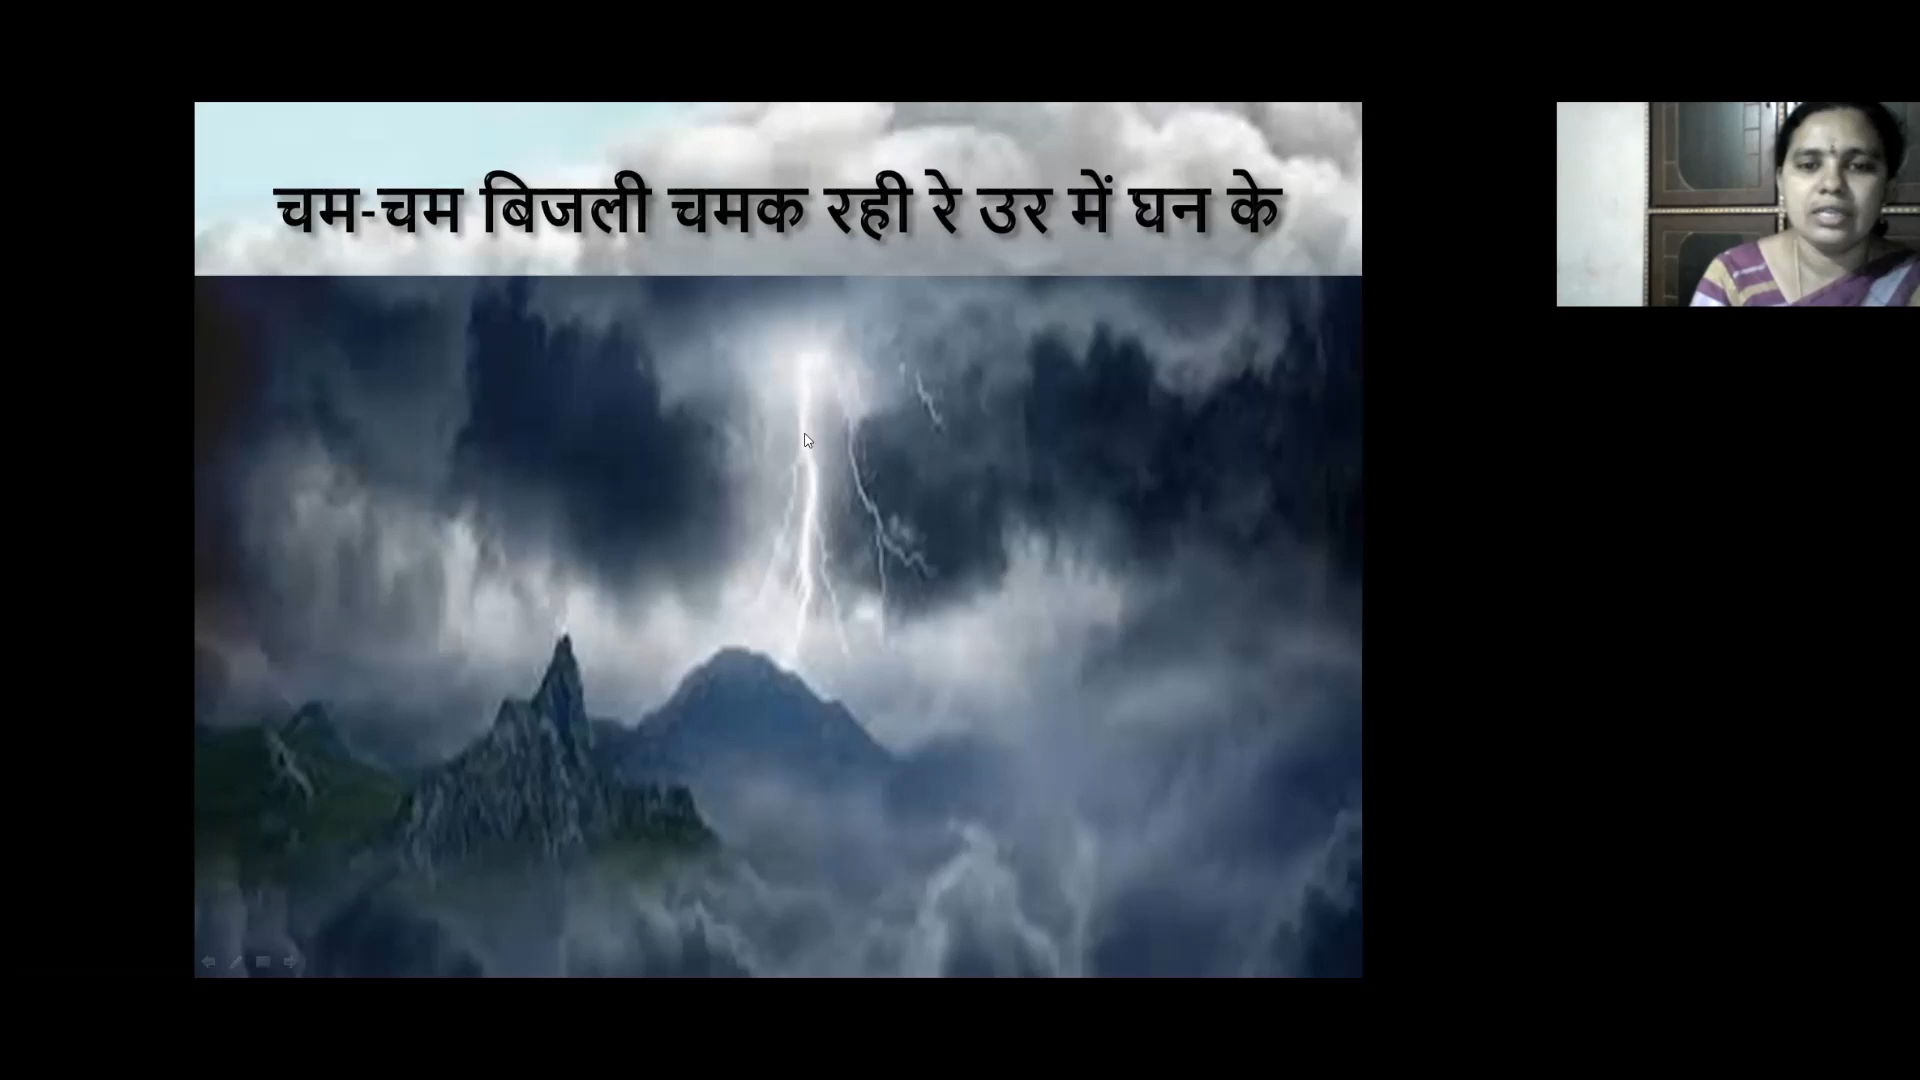 चम-चम बिजली चमक रही रे उर में घन के